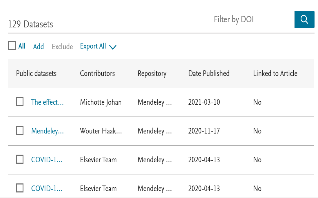 129 Datasets
Filter by DOI
All Add Exclude Export All
Public datasets Contributors Repository Date Published Linked to Article
The effect... Michotte Johan Mendeley ... 2021-03-10 No
Mendeley... Wouter Haak... Mendeley ... 2020-11-17 No
COVID-1... Elsevier Team Mendeley ... 2020-04-13 No
COVID-1... Elsevier Team Mendeley ... 2020-04-13 No